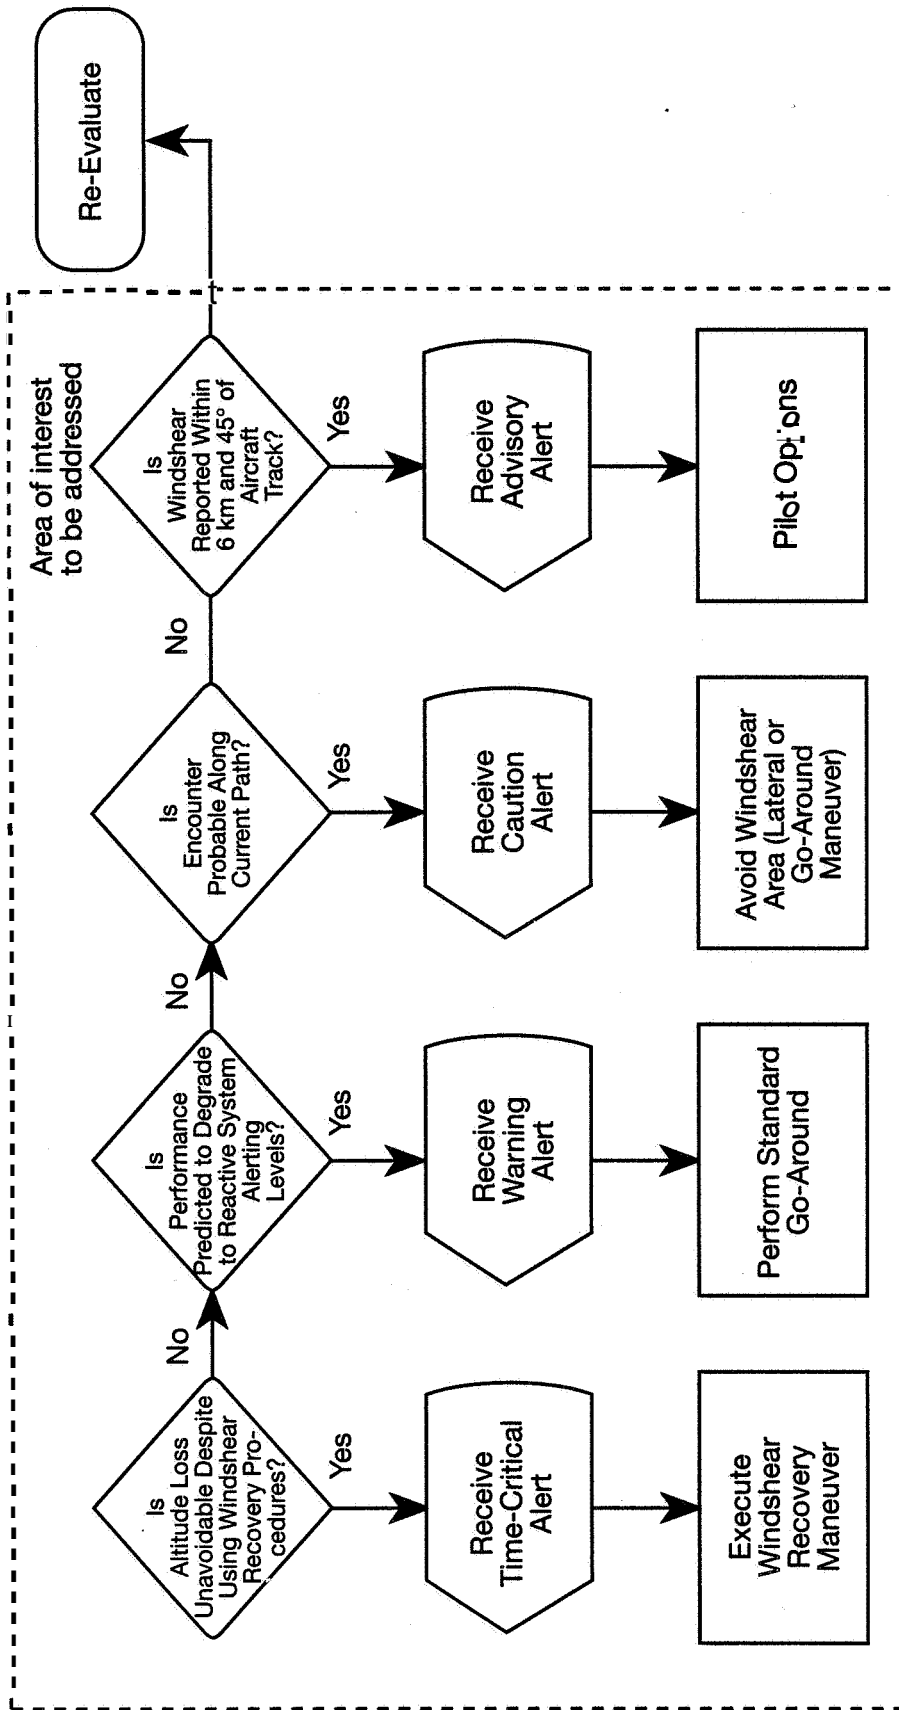 Area of interest
to be addressed
Is
Altitude Loss
Unavoidable Despite
Using Windshear
Recovery Pro-
cedures?
No
Is
Performance
Predicted to Degrade
to Reactive System
Alerting
Levels?
No
Is
Encounter
Probable Along
Current Path?
No
Is
Windshear
Reported Within
6 km and 45° of
Aircraft
Track?
Re-Evaluate
Yes
Yes
Yes
Yes
Receive
Time-Critical
Alert
Receive
Warning
Alert
Receive
Caution
Alert
Receive
Advisory
Alert
Execute
Windshear
Recovery
Maneuver
Perform Standard
Go-Around
Avoid Windshear
Area (Lateral or
Go-Around
Maneuver)
Pilot Options